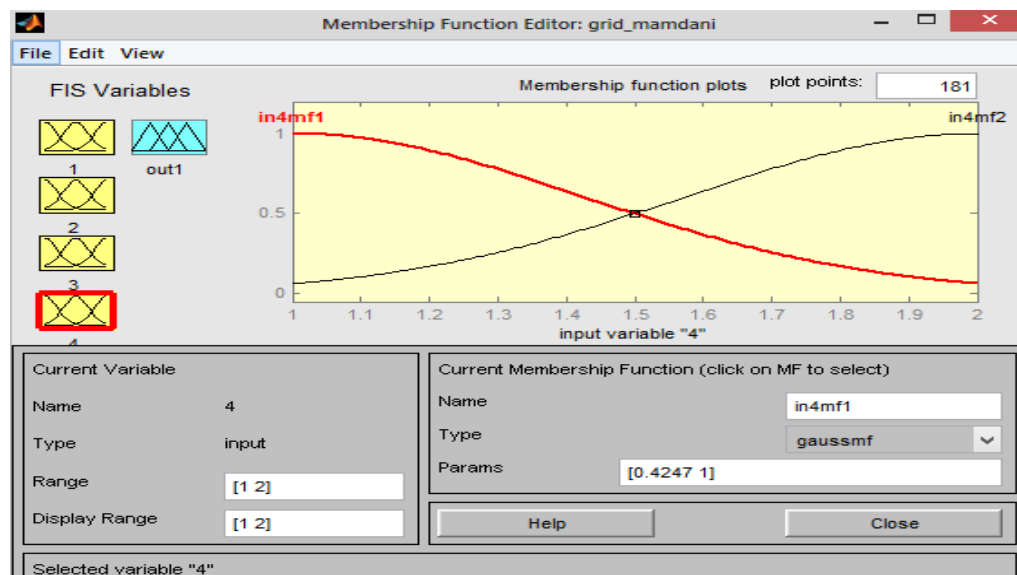 Membership Function Editor: grid_mamdani
File Edit View
FIS Variables
Membership function plots plot points: 181
1 out1
2
3
4
in4mf1 in4mf2
1
0.5
0
1 1.1 1.2 1.3 1.4 1.5 1.6 1.7 1.8 1.9 2
input variable "4"
Current Variable
Name 4
Type input
Range [1 2]
Display Range [1 2]
Current Membership Function (click on MF to select)
Name in4mf1
Type gaussmf
Params [0.4247 1]
Help Close
Selected variable "4"